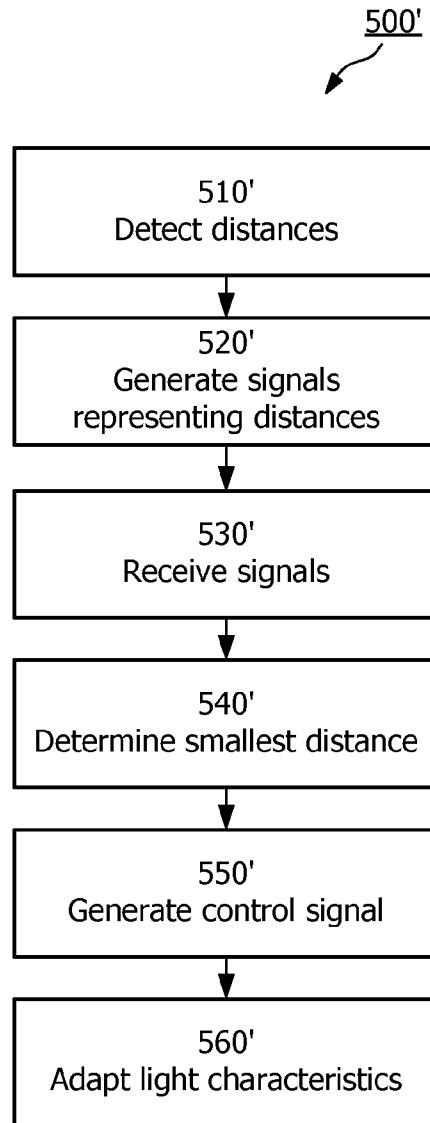 500'
510'
Detect distances
520'
Generate signals
representing distances
530'
Receive signals
540'
Determine smallest distance
550'
Generate control signal
560'
Adapt light characteristics